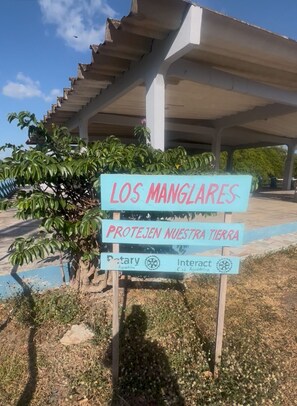 LOS MANGLARES
PROTEJEN NUESTRA TIERRA
Rotary Interact